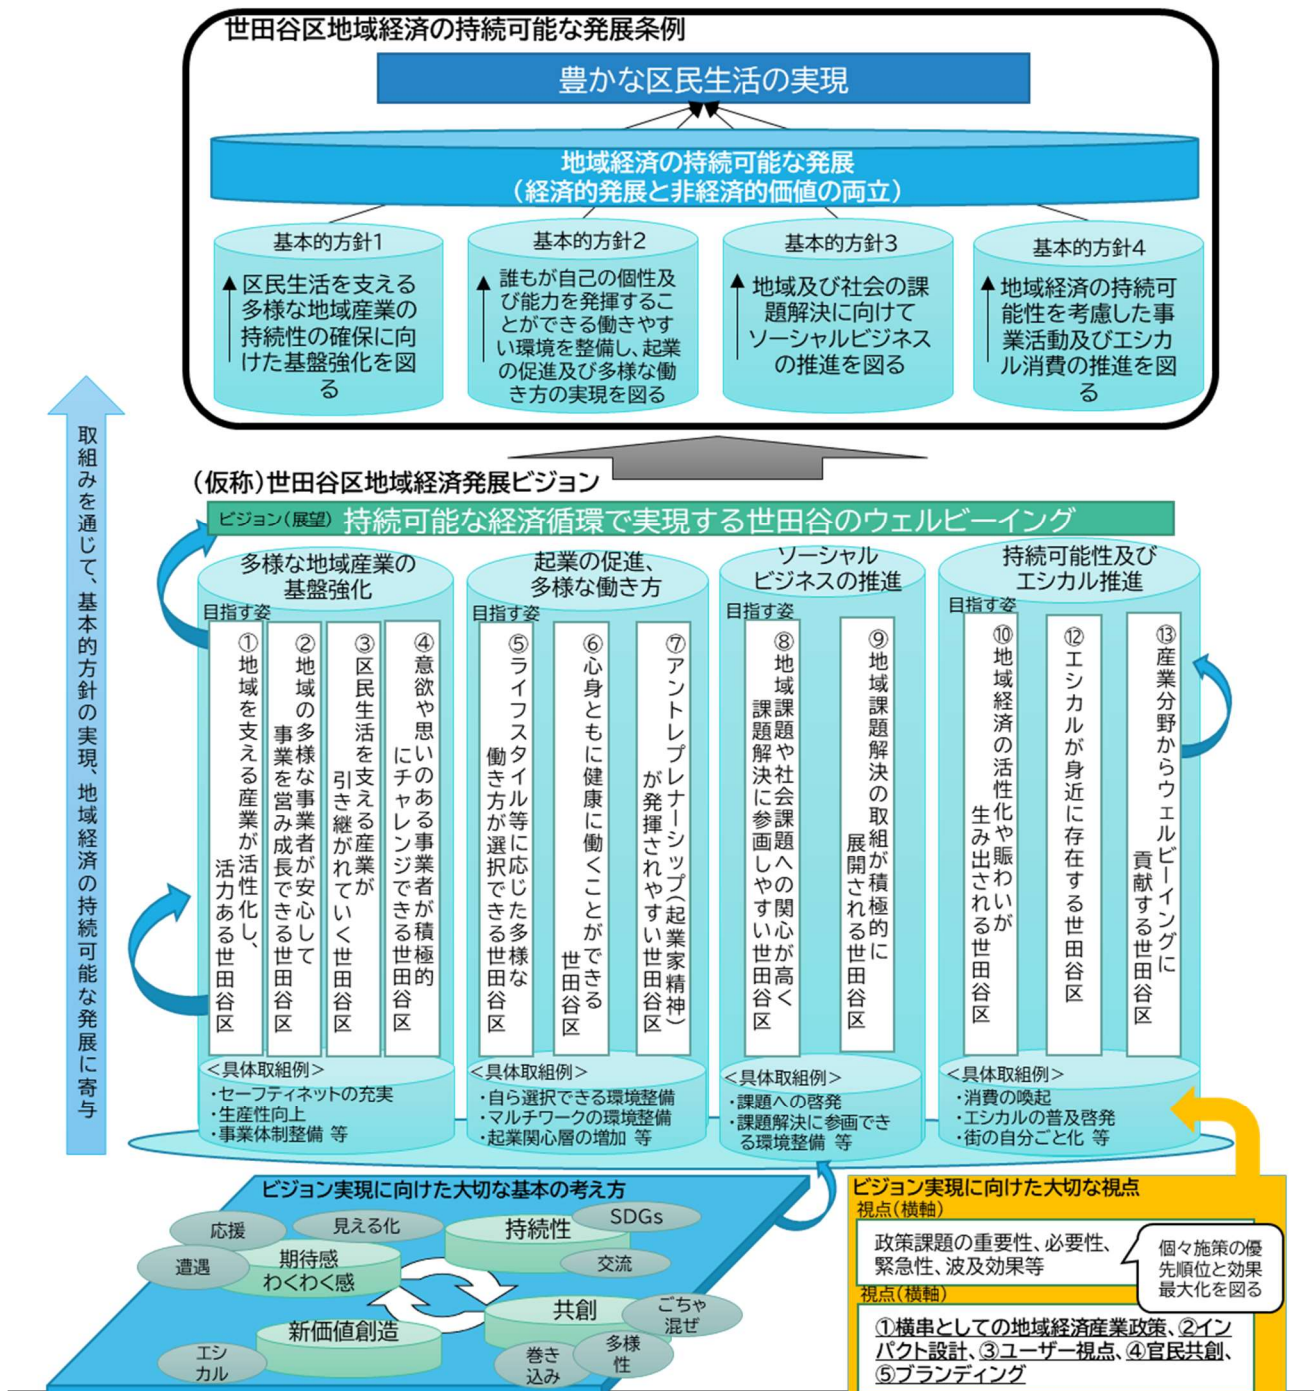 世田谷区地域経済の持続可能な発展条例
豊かな区民生活の実現
地域経済の持続可能な発展
（経済的発展と非経済的価値の両立）
基本的方針1
区民生活を支える
多様な地域産業の
持続性の確保に向
けた基盤強化を図
る
基本的方針2
誰もが自己の個性及
び能力を発揮するこ
とができる働きやす
い環境を整備し、起業
の促進及び多様な働
き方の実現を図る
基本的方針3
地域及び社会の課
題解決に向けて
ソーシャルビジネス
の推進を図る
基本的方針4
地域経済の持続可
能性を考慮した事
業活動及びエシカ
ル消費の推進を図
る
取組みを通じて、基本的方針の実現、地域経済の持続可能な発展に寄与
（仮称）世田谷区地域経済発展ビジョン
ビジョン（展望） 持続可能な経済循環で実現する世田谷のウェルビーイング
多様な地域産業の
基盤強化
目指す姿
①地域を支える産業が活性化し、
活力ある世田谷区
②地域の多様な事業者が安心して
事業を営み成長できる世田谷区
③区民生活を支える産業が
引き継がれていく世田谷区
④意欲や思いのある事業者が積極的
にチャレンジできる世田谷区
＜具体取組例＞
・セーフティネットの充実
・生産性向上
・事業体制整備 等
起業の促進、
多様な働き方
目指す姿
⑤ライフスタイル等に応じた多様な
働き方が選択できる世田谷区
⑥心身ともに健康に働くことができる
世田谷区
⑦アントレプレナーシップ（起業家精神）
が発揮されやすい世田谷区
＜具体取組例＞
・自ら選択できる環境整備
・マルチワークの環境整備
・起業関心層の増加 等
ソーシャル
ビジネスの推進
目指す姿
⑧地域課題や社会課題への関心が高く
課題解決に参画しやすい世田谷区
⑨地域課題解決の取組が積極的に
展開される世田谷区
＜具体取組例＞
・課題への啓発
・課題解決に参画でき
る環境整備 等
持続可能性及び
エシカル推進
目指す姿
⑩地域経済の活性化や賑わいが
生み出される世田谷区
⑫エシカルが身近に存在する世田谷区
⑬産業分野からウェルビーイングに
貢献する世田谷区
＜具体取組例＞
・消費の喚起
・エシカルの普及啓発
・街の自分ごと化 等
ビジョン実現に向けた大切な基本の考え方
応援
見える化
遭遇
期待感
わくわく感
持続性
SDGs
交流
新価値創造
エシ
カル
共創
ごちゃ
混ぜ
多様
性
巻き
込み
ビジョン実現に向けた大切な視点
視点（横軸）
政策課題の重要性、必要性、
緊急性、波及効果等
個々施策の優
先順位と効果
最大化を図る
視点（横軸）
①横串としての地域経済産業政策、②イン
パクト設計、③ユーザー視点、④官民共創、
⑤ブランディング